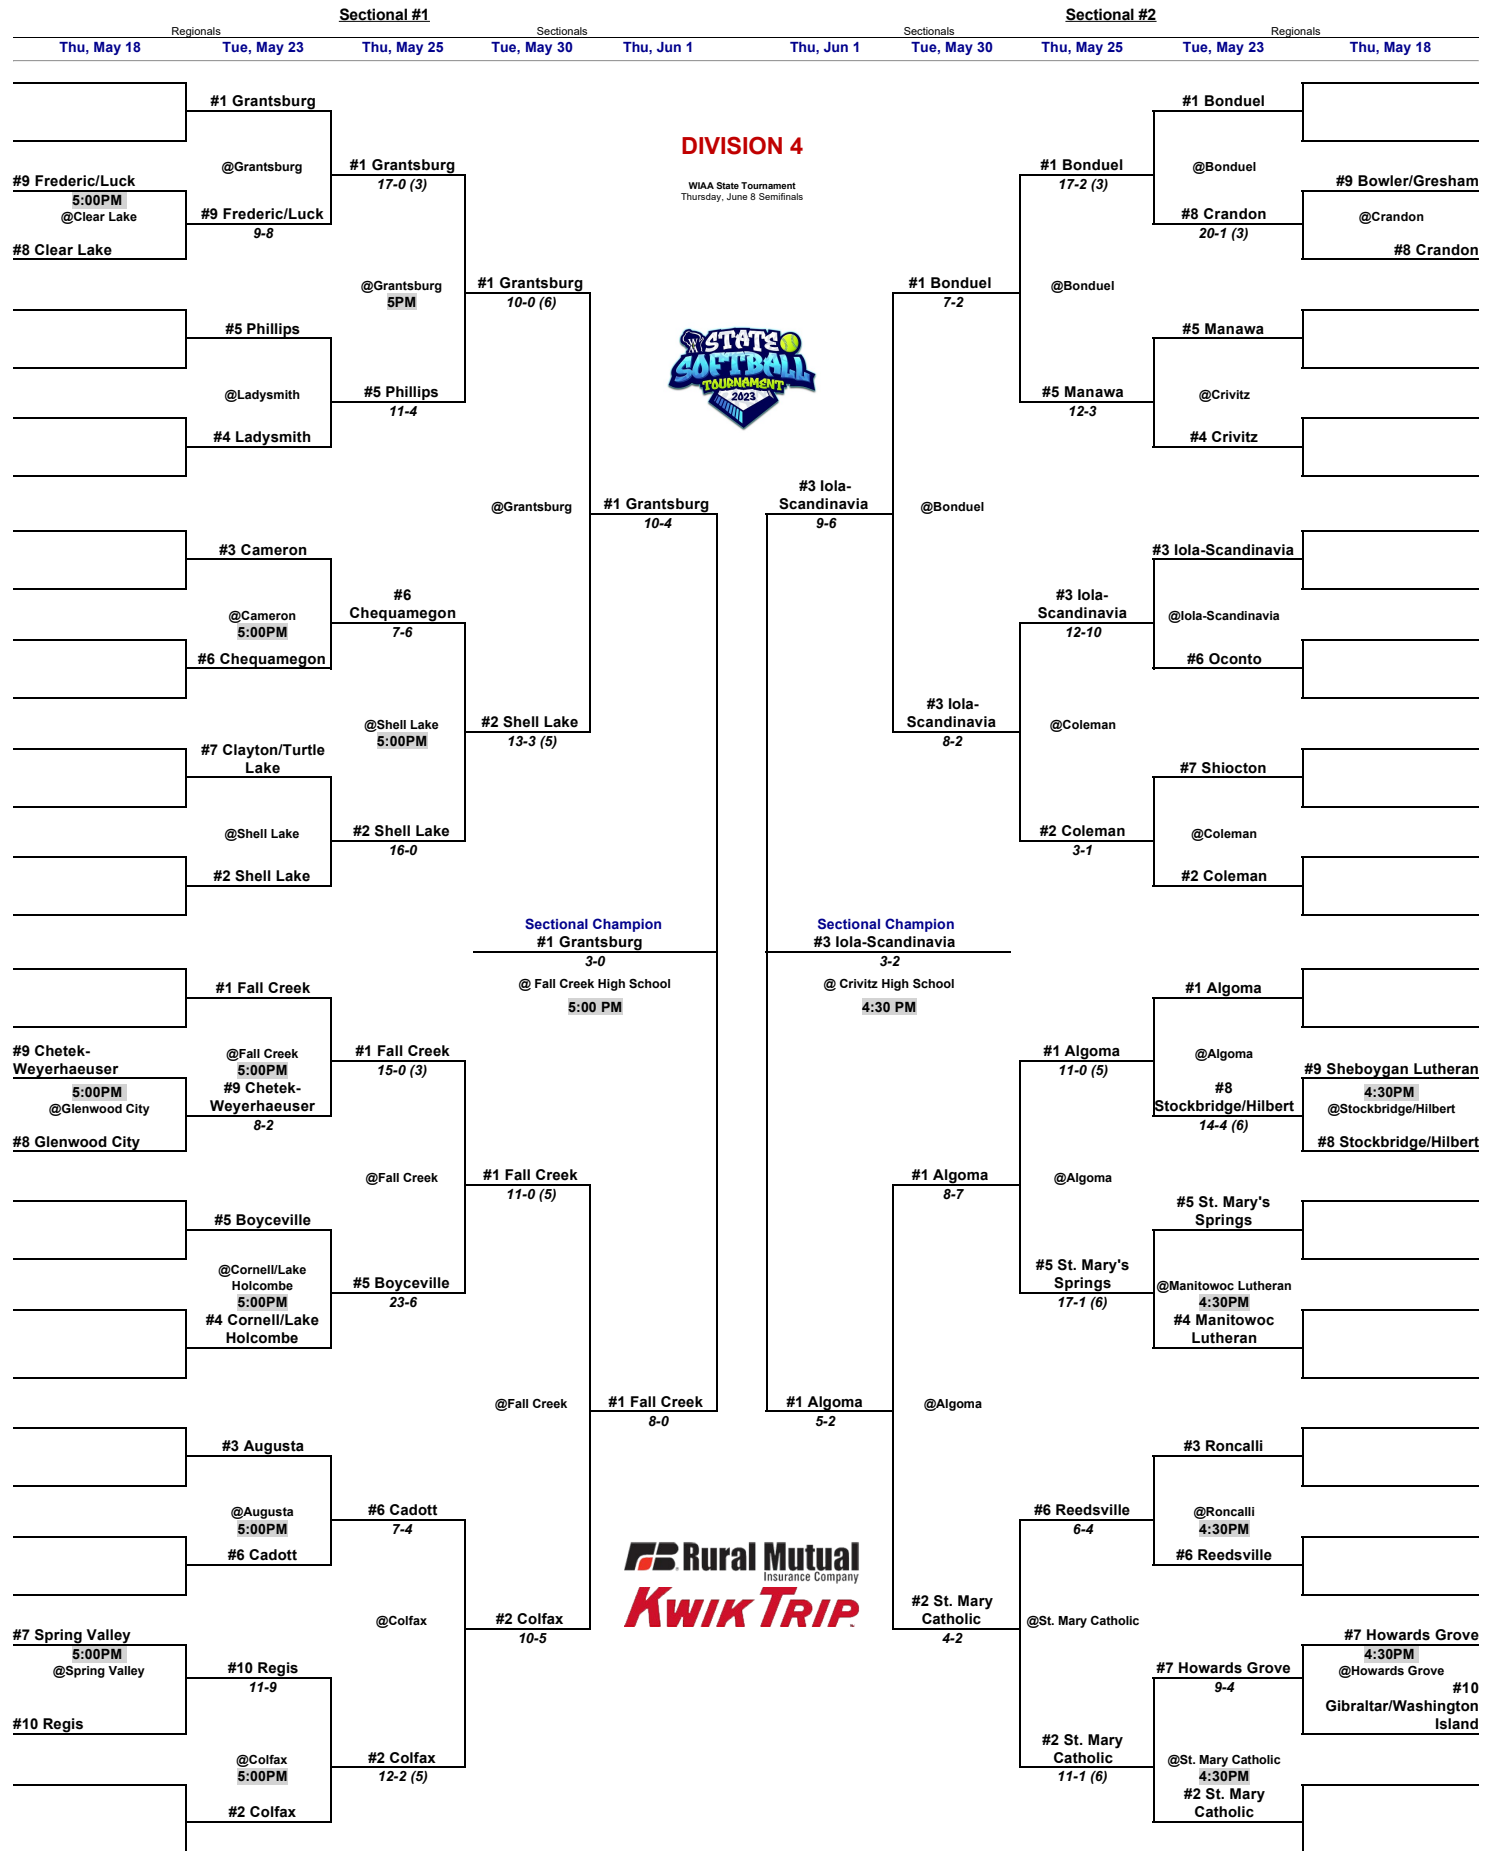 Sectional #1
Sectional #2
Regionals
Sectionals
Sectionals
Regionals
Thu, May 18
Tue, May 23
Thu, May 25
Tue, May 30
Thu, Jun 1
Thu, Jun 1
Tue, May 30
Thu, May 25
Tue, May 23
Thu, May 18
#1 Grantsburg
@Grantsburg
#9 Frederic/Luck
5:00PM
@Clear Lake
#8 Clear Lake
#9 Frederic/Luck
9-8
#1 Grantsburg
17-0 (3)
@Grantsburg
5PM
#5 Phillips
@Ladysmith
#4 Ladysmith
#5 Phillips
11-4
#1 Grantsburg
10-0 (6)
@Grantsburg
#1 Grantsburg
10-4
#3 Cameron
@Cameron
5:00PM
#6 Chequamegon
#6
Chequamegon
7-6
@Shell Lake
5:00PM
#2 Shell Lake
13-3 (5)
#7 Clayton/Turtle
Lake
@Shell Lake
#2 Shell Lake
#2 Shell Lake
16-0
Sectional Champion
#1 Grantsburg
3-0
@ Fall Creek High School
5:00 PM
#1 Fall Creek
@Fall Creek
5:00PM
#9 Chetek-
Weyerhaeuser
5:00PM
@Glenwood City
#8 Glenwood City
#9 Chetek-
Weyerhaeuser
8-2
#1 Fall Creek
15-0 (3)
@Fall Creek
#1 Fall Creek
11-0 (5)
#5 Boyceville
@Cornell/Lake
Holcombe
5:00PM
#4 Cornell/Lake
Holcombe
#5 Boyceville
23-6
@Fall Creek
#1 Fall Creek
8-0
#3 Augusta
@Augusta
5:00PM
#6 Cadott
#6 Cadott
7-4
@Colfax
#2 Colfax
10-5
#7 Spring Valley
5:00PM
@Spring Valley
#10 Regis
#10 Regis
11-9
@Colfax
5:00PM
#2 Colfax
#2 Colfax
12-2 (5)
DIVISION 4
WIAA State Tournament
Thursday, June 8 Semifinals
STATE
SOFTBALL
TOURNAMENT
2023
#1 Bonduel
@Bonduel
#9 Bowler/Gresham
@Crandon
#8 Crandon
#8 Crandon
20-1 (3)
#1 Bonduel
17-2 (3)
@Bonduel
#1 Bonduel
7-2
#5 Manawa
@Crivitz
#4 Crivitz
#5 Manawa
12-3
@Bonduel
#3 Iola-
Scandinavia
9-6
#3 Iola-Scandinavia
@Iola-Scandinavia
#6 Oconto
#3 Iola-
Scandinavia
12-10
@Coleman
#3 Iola-
Scandinavia
8-2
#7 Shiocton
@Coleman
#2 Coleman
#2 Coleman
3-1
Sectional Champion
#3 Iola-Scandinavia
3-2
@ Crivitz High School
4:30 PM
#1 Algoma
@Algoma
#9 Sheboygan Lutheran
4:30PM
@Stockbridge/Hilbert
#8 Stockbridge/Hilbert
#8
Stockbridge/Hilbert
14-4 (6)
#1 Algoma
11-0 (5)
@Algoma
#1 Algoma
8-7
#5 St. Mary's
Springs
@Manitowoc Lutheran
4:30PM
#4 Manitowoc
Lutheran
#5 St. Mary's
Springs
17-1 (6)
@Algoma
#1 Algoma
5-2
#3 Roncalli
@Roncalli
4:30PM
#6 Reedsville
#6 Reedsville
6-4
@St. Mary Catholic
#2 St. Mary
Catholic
4-2
#7 Howards Grove
4:30PM
@Howards Grove
#10
Gibraltar/Washington
Island
#7 Howards Grove
9-4
@St. Mary Catholic
4:30PM
#2 St. Mary
Catholic
#2 St. Mary
Catholic
11-1 (6)
Rural Mutual
Insurance Company
KWIK TRIP